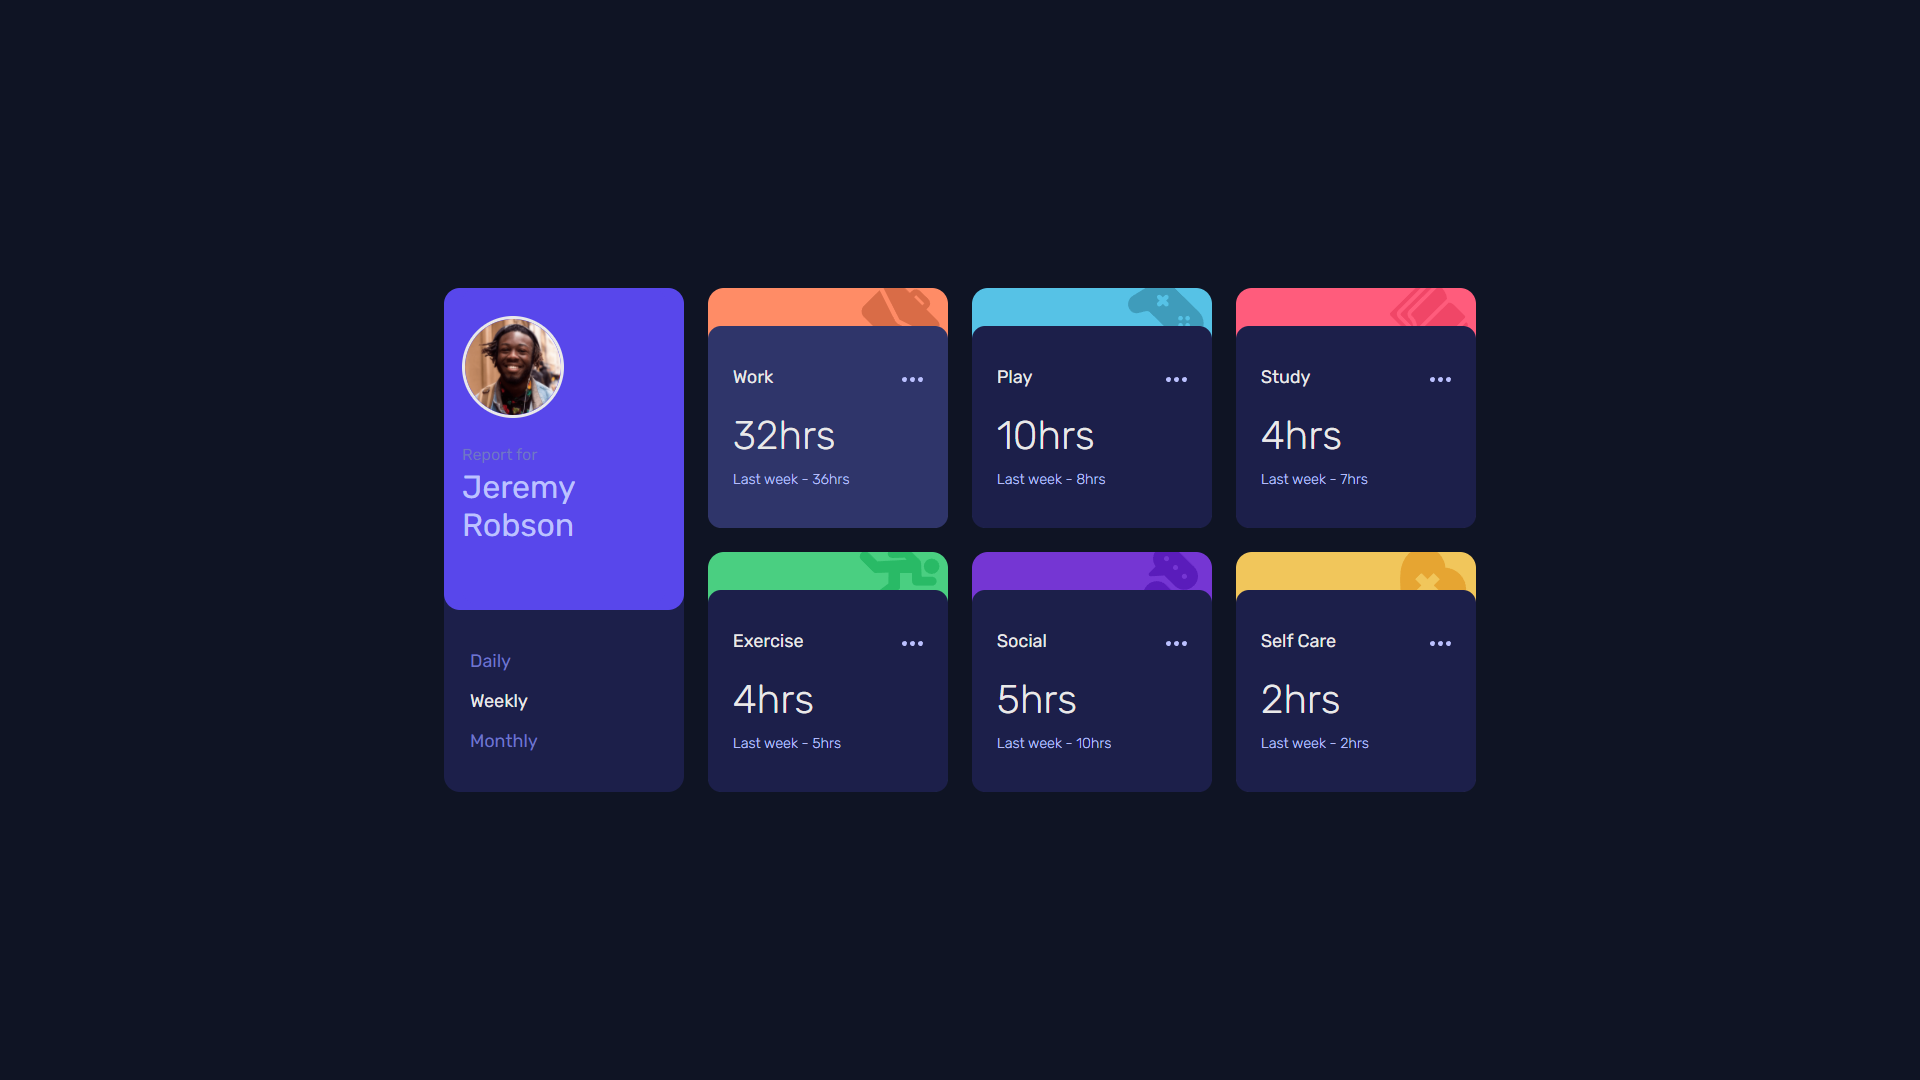 Report for
Jeremy
Robson
Daily
Weekly
Monthly
Work
32hrs
Last week - 36hrs
Play
10hrs
Last week - 8hrs
Study
4hrs
Last week - 7hrs
Exercise
4hrs
Last week - 5hrs
Social
5hrs
Last week - 10hrs
Self Care
2hrs
Last week - 2hrs